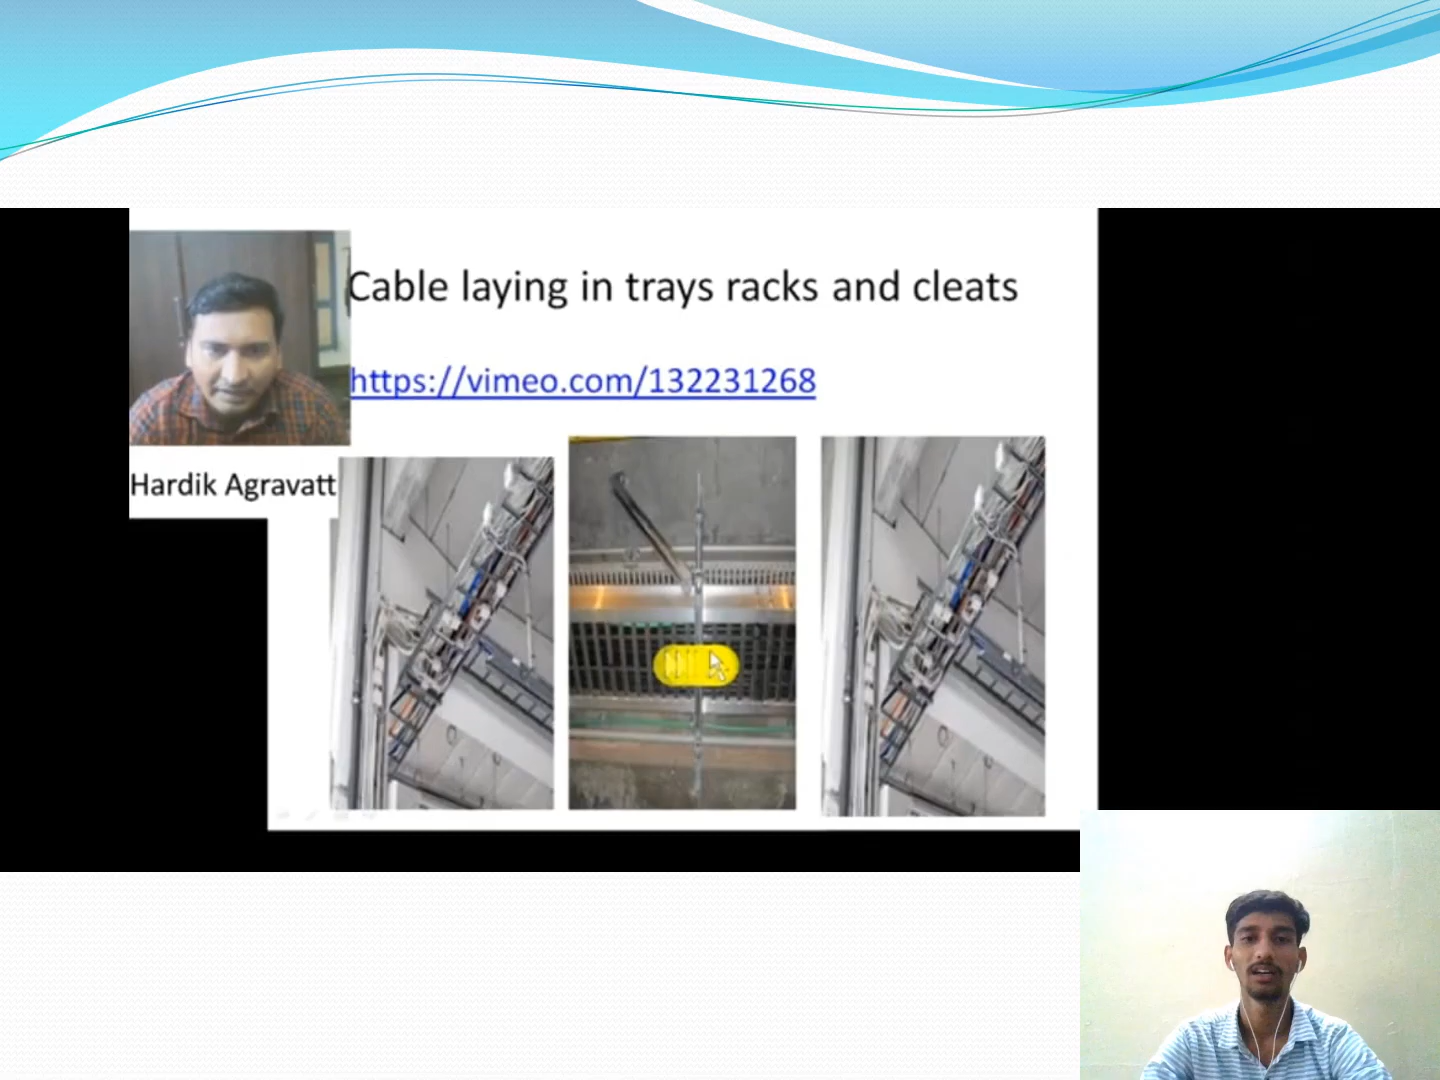 Cable laying in trays racks and cleats
https://vimeo.com/132231268
Hardik Agravatt